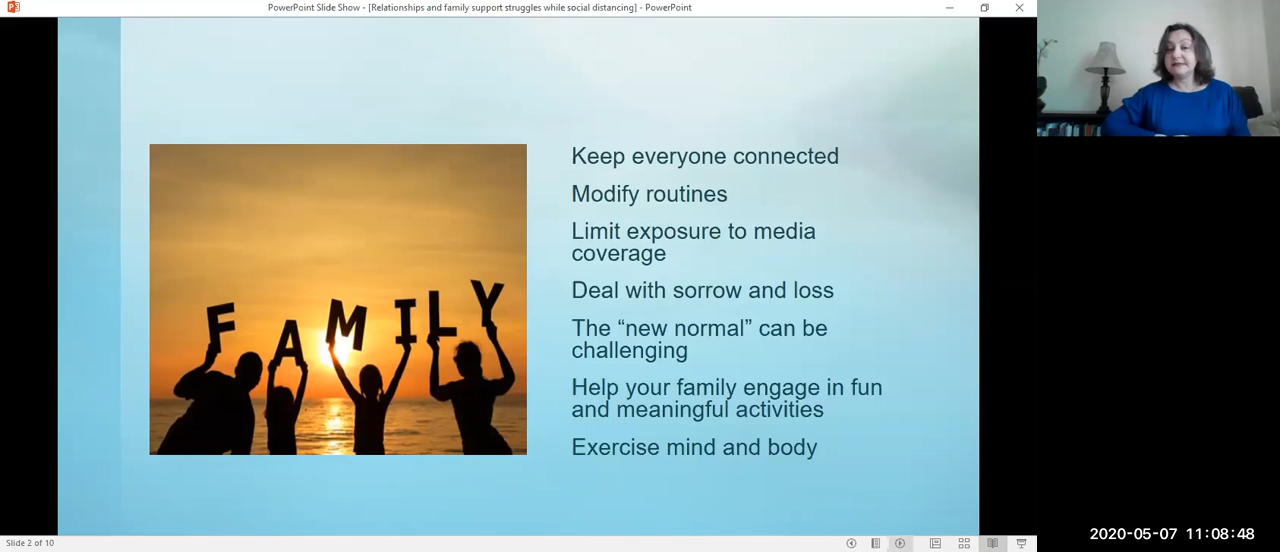 PowerPoint Slide Show - [Relationships and family support struggles while social distancing] - PowerPoint
Keep everyone connected
Modify routines
Limit exposure to media
coverage
Deal with sorrow and loss
The “new normal” can be
challenging
Help your family engage in fun
and meaningful activities
Exercise mind and body
FAMILY
Slide 2 of 10
2020-05-07 11:08:48